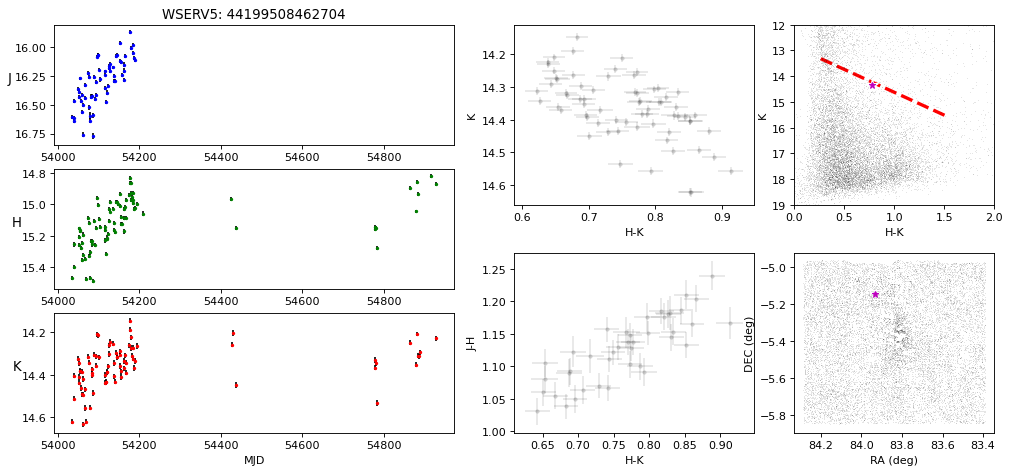 WSERV5: 44199508462704
J
16.00
16.25
16.50
16.75
54000 54200 54400 54600 54800
H
14.8
15.0
15.2
15.4
54000 54200 54400 54600 54800
K
14.2
14.4
14.6
54000 54200 54400 54600 54800
MJD
K
14.2
14.3
14.4
14.5
14.6
0.6 0.7 0.8 0.9
H-K
J-H
1.25
1.20
1.15
1.10
1.05
1.00
0.65 0.70 0.75 0.80 0.85 0.90
H-K
K
12
13
14
15
16
17
18
19
0.0 0.5 1.0 1.5 2.0
H-K
DEC (deg)
−5.0
−5.2
−5.4
−5.6
−5.8
84.2 84.0 83.8 83.6 83.4
RA (deg)